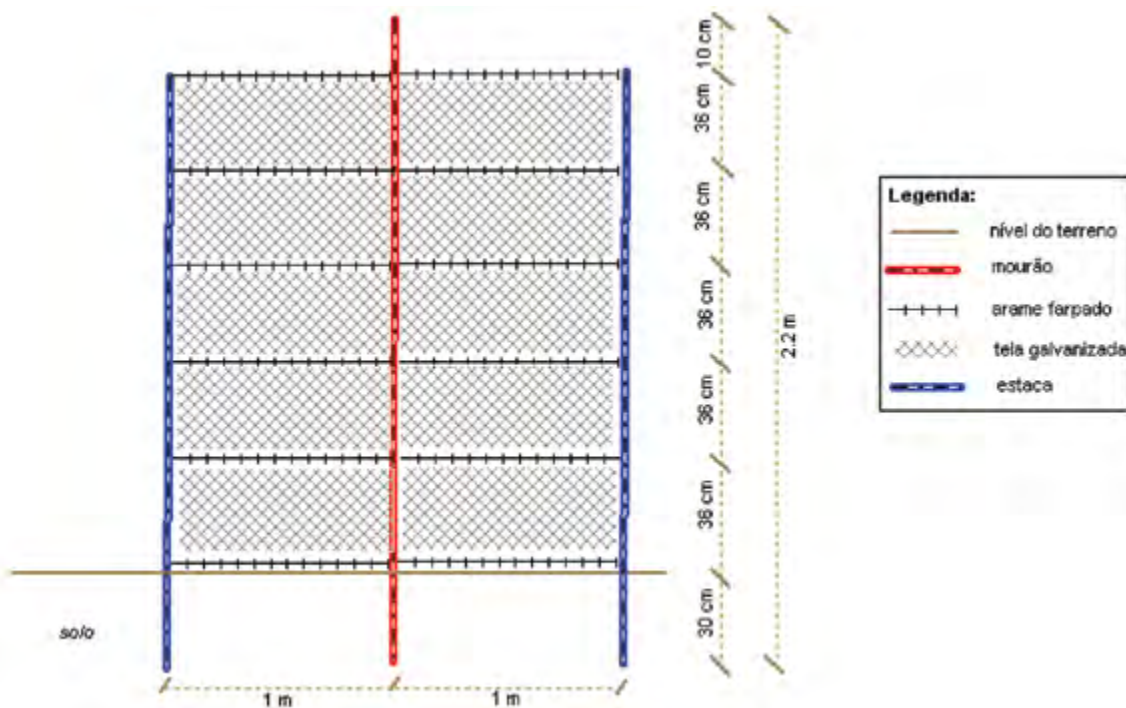 10 cm
36 cm
36 cm
36 cm
36 cm
36 cm
30 cm
2.2 m
Legenda:
nível do terreno
mourão
arame farpado
tela galvanizada
estaca
solo
1 m
1 m